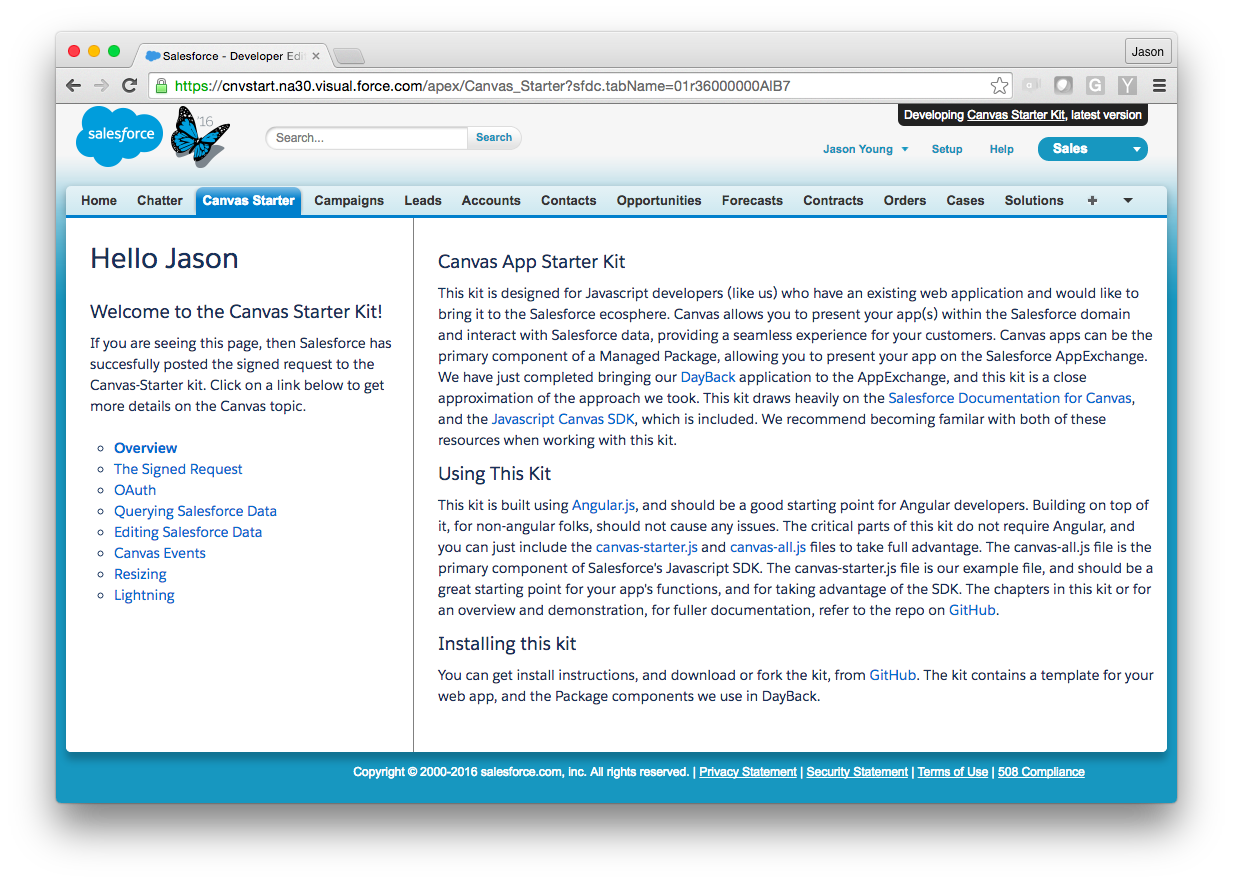 Salesforce - Developer Edi
Jason
https://cnvstart.na30.visual.force.com/apex/Canvas_Starter?sfdc.tabName=01r36000000AlB7
Developing Canvas Starter Kit, latest version
salesforce
'16
Search...
Search
Jason Young
Setup
Help
Sales
Home Chatter Canvas Starter Campaigns Leads Accounts Contacts Opportunities Forecasts Contracts Orders Cases Solutions +
Hello Jason
Welcome to the Canvas Starter Kit!
If you are seeing this page, then Salesforce has
succesfully posted the signed request to the
Canvas-Starter kit. Click on a link below to get
more details on the Canvas topic.
Overview
The Signed Request
OAuth
Querying Salesforce Data
Editing Salesforce Data
Canvas Events
Resizing
Lightning
Canvas App Starter Kit
This kit is designed for Javascript developers (like us) who have an existing web application and would like to
bring it to the Salesforce ecosphere. Canvas allows you to present your app(s) within the Salesforce domain
and interact with Salesforce data, providing a seamless experience for your customers. Canvas apps can be the
primary component of a Managed Package, allowing you to present your app on the Salesforce AppExchange.
We have just completed bringing our DayBack application to the AppExchange, and this kit is a close
approximation of the approach we took. This kit draws heavily on the Salesforce Documentation for Canvas,
and the Javascript Canvas SDK, which is included. We recommend becoming familar with both of these
resources when working with this kit.
Using This Kit
This kit is built using Angular.js, and should be a good starting point for Angular developers. Building on top of
it, for non-angular folks, should not cause any issues. The critical parts of this kit do not require Angular, and
you can just include the canvas-starter.js and canvas-all.js files to take full advantage. The canvas-all.js file is the
primary component of Salesforce's Javascript SDK. The canvas-starter.js file is our example file, and should be a
great starting point for your app's functions, and for taking advantage of the SDK. The chapters in this kit or for
an overview and demonstration, for fuller documentation, refer to the repo on GitHub.
Installing this kit
You can get install instructions, and download or fork the kit, from GitHub. The kit contains a template for your
web app, and the Package components we use in DayBack.
Copyright © 2000-2016 salesforce.com, inc. All rights reserved. | Privacy Statement | Security Statement | Terms of Use | 508 Compliance